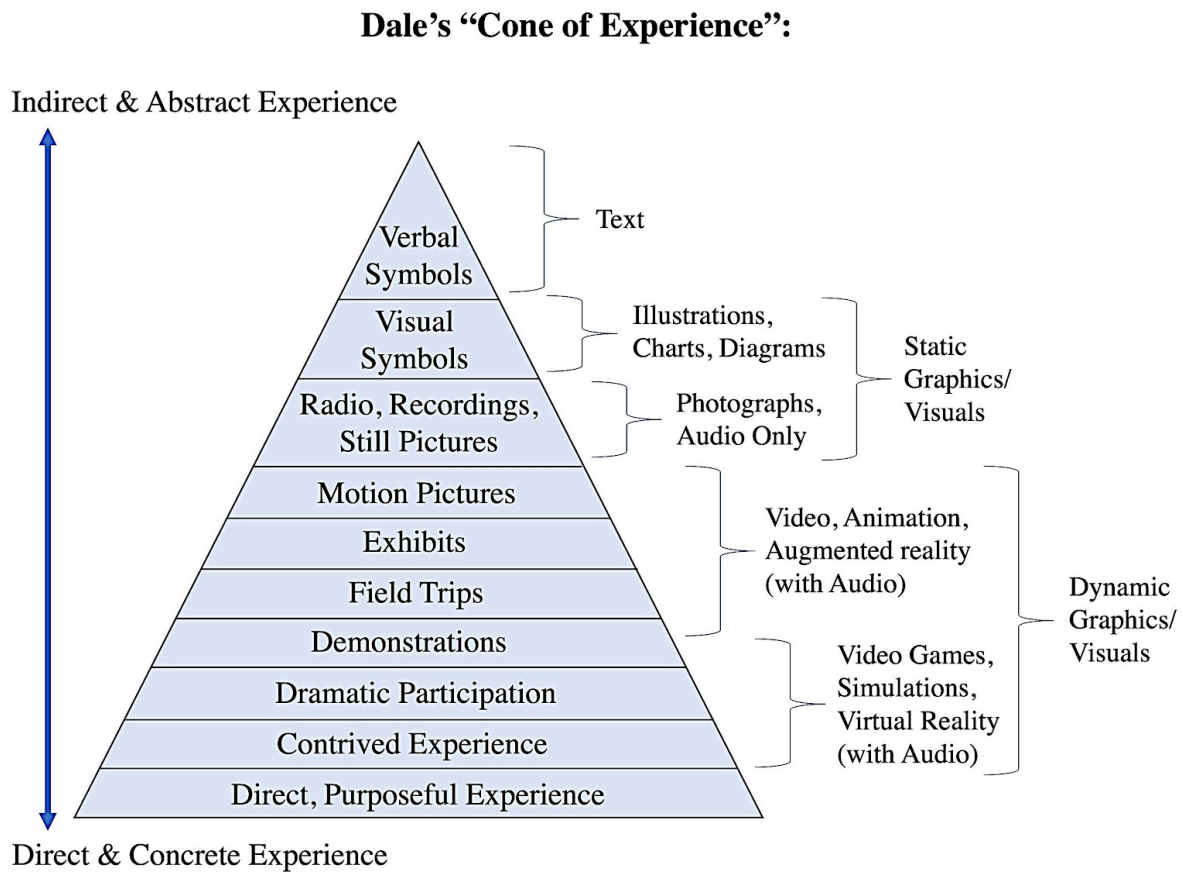 Dale’s “Cone of Experience”:
Indirect & Abstract Experience
Verbal
Symbols
Text
Visual
Symbols
Illustrations,
Charts, Diagrams
Static
Graphics/
Visuals
Radio, Recordings,
Still Pictures
Photographs,
Audio Only
Motion Pictures
Exhibits
Field Trips
Demonstrations
Video, Animation,
Augmented reality
(with Audio)
Dynamic
Graphics/
Visuals
Dramatic Participation
Contrived Experience
Video Games,
Simulations,
Virtual Reality
(with Audio)
Direct, Purposeful Experience
Direct & Concrete Experience